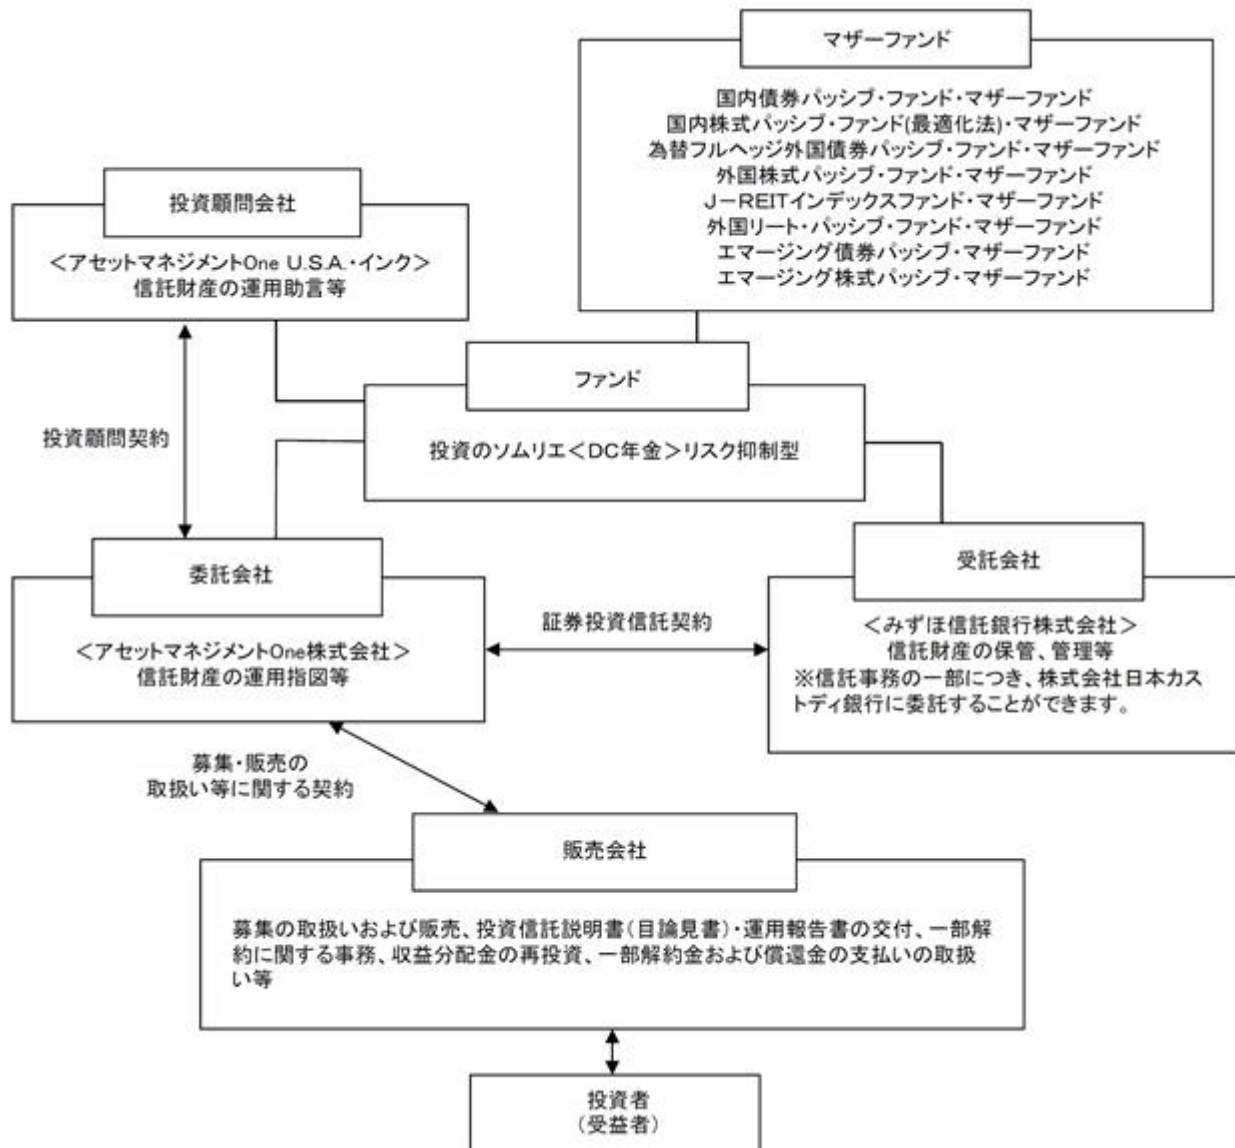 マザーファンド
国内債券パッシブ・ファンド・マザーファンド
国内株式パッシブ・ファンド(最適化法)・マザーファンド
為替フルヘッジ外国債券パッシブ・ファンド・マザーファンド
外国株式パッシブ・ファンド・マザーファンド
J-REITインデックスファンド・マザーファンド
外国リート・パッシブ・ファンド・マザーファンド
エマージング債券パッシブ・マザーファンド
エマージング株式パッシブ・マザーファンド
投資顧問会社
＜アセットマネジメントOne U.S.A.・インク＞
信託財産の運用助言等
ファンド
投資のソムリエ＜DC年金＞リスク抑制型
投資顧問契約
委託会社
＜アセットマネジメントOne株式会社＞
信託財産の運用指図等
証券投資信託契約
受託会社
＜みずほ信託銀行株式会社＞
信託財産の保管、管理等
※信託事務の一部につき、株式会社日本カス
トディ銀行に委託することができます。
募集・販売の
取扱い等に関する契約
販売会社
募集の取扱いおよび販売、投資信託説明書(目論見書)・運用報告書の交付、一部解
約に関する事務、収益分配金の再投資、一部解約金および償還金の支払いの取扱
い等
投資者
(受益者)